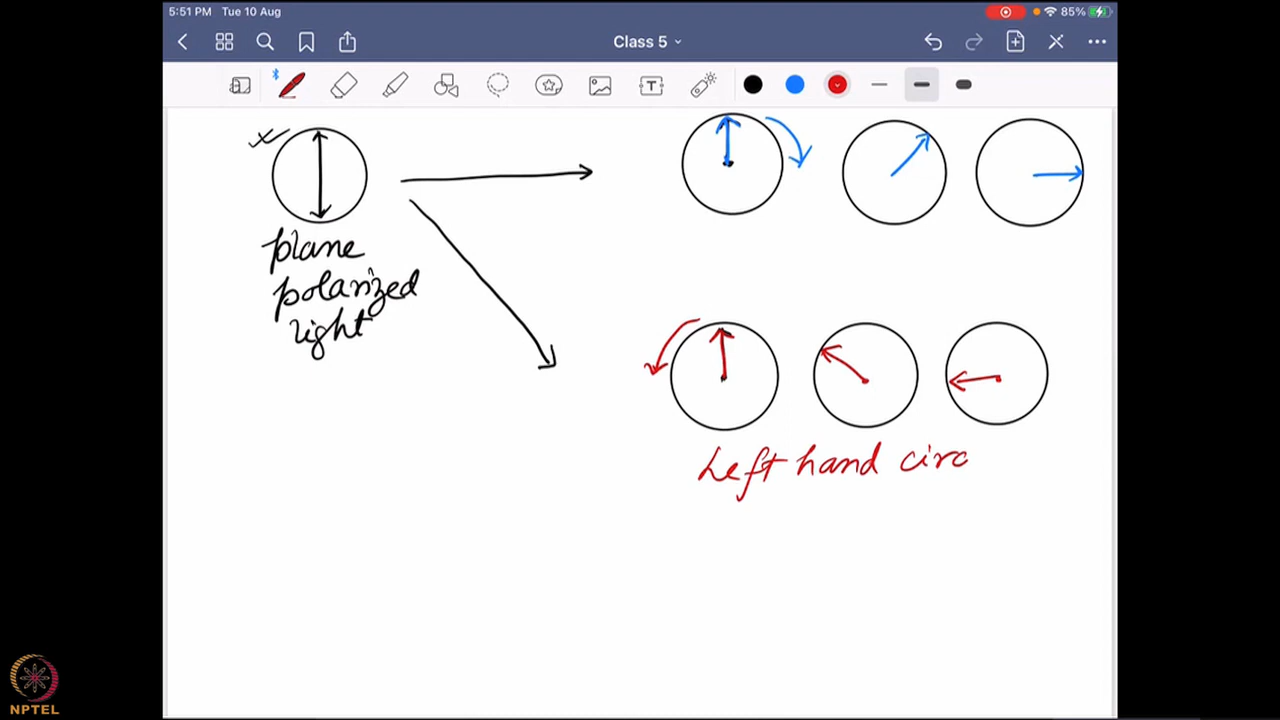 5:51 PM Tue 10 Aug
85%
Class 5
T
plane
polarized
light
Left hand circ
NPTEL